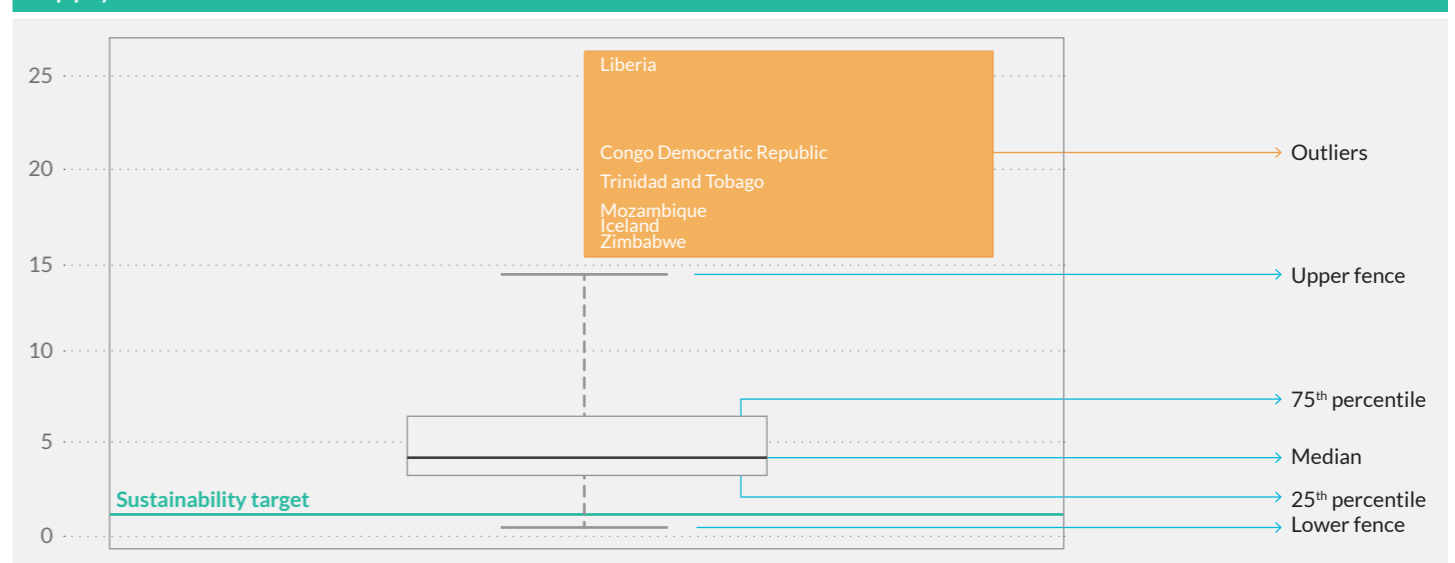 25
Liberia
Congo Democratic Republic
Outliers
20
Trinidad and Tobago
Mozambique
Iceland
Zimbabwe
15
Upper fence
10
75th percentile
5
Median
Sustainability target
25th percentile
Lower fence
0